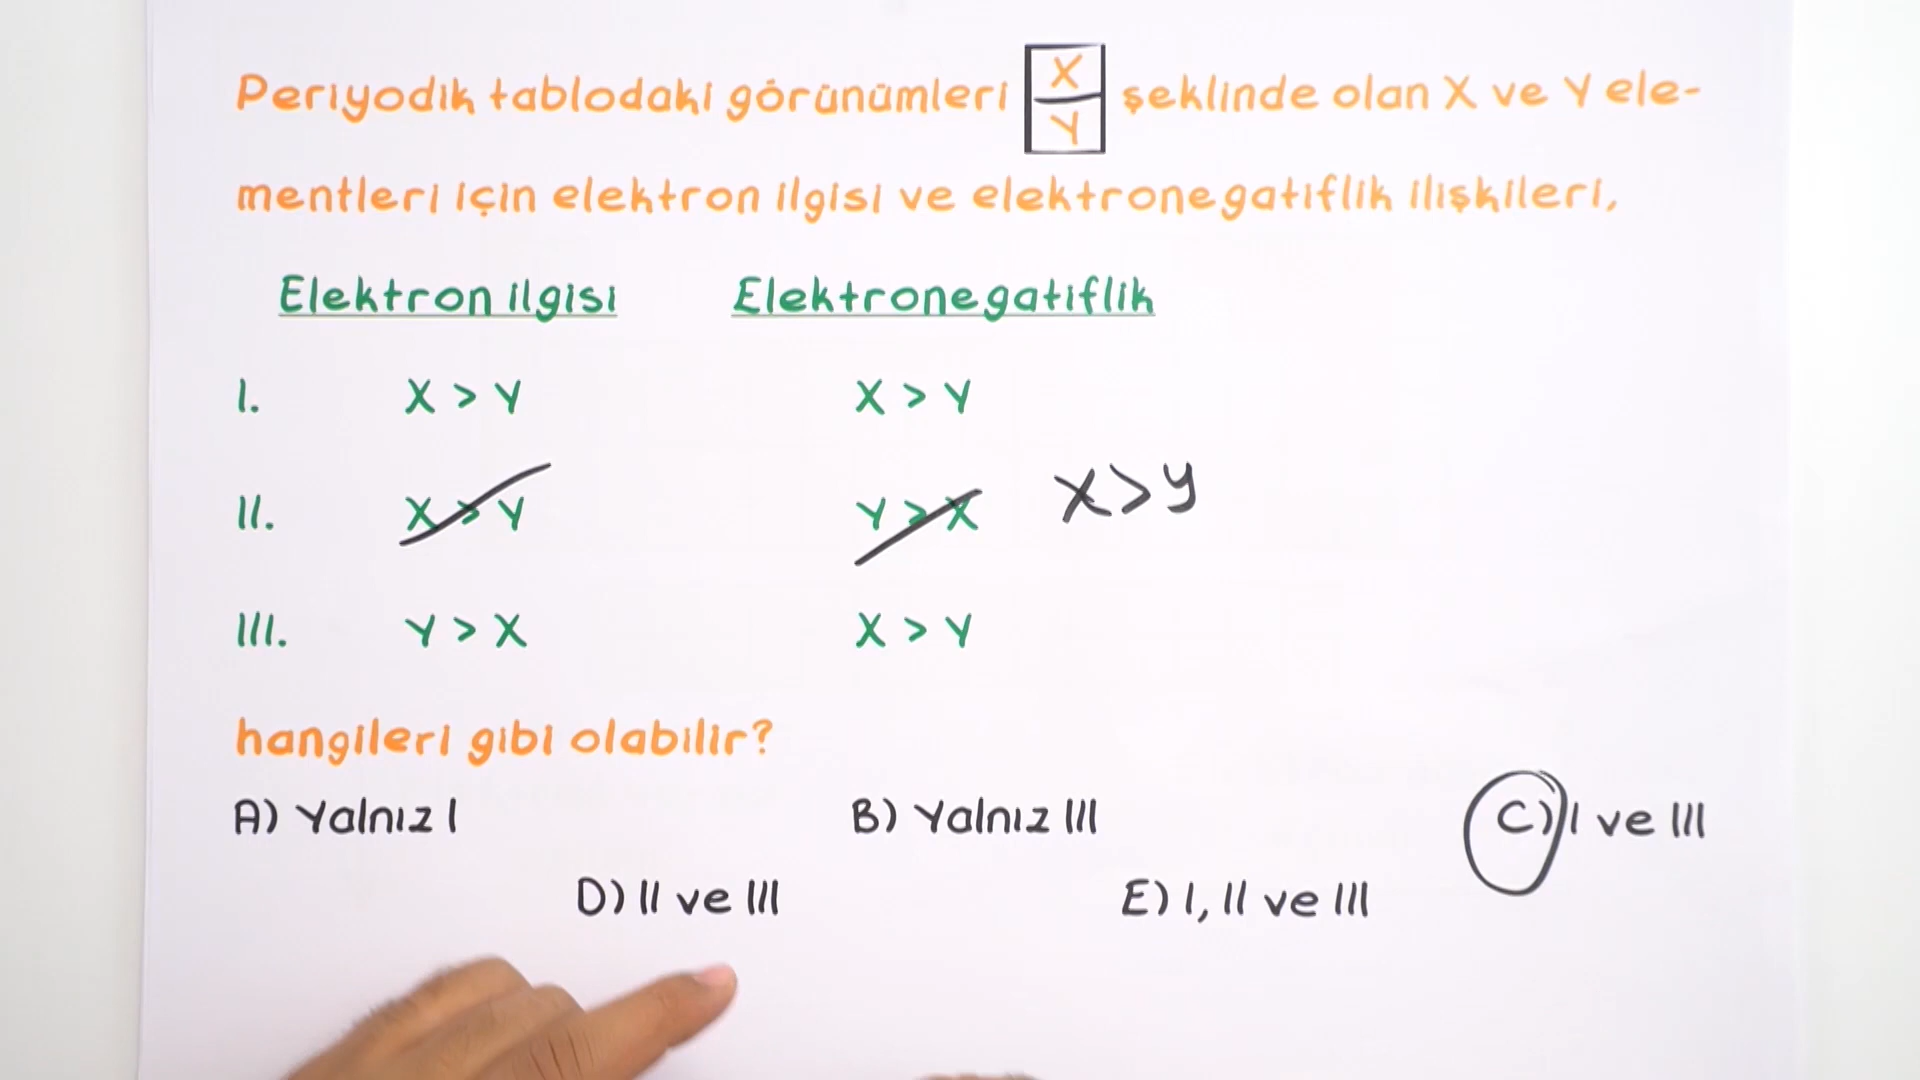 Periyodik tablodaki görünümleri X Y şeklinde olan X ve Y ele-
mentleri için elektron ilgisi ve elektronegatiflik ilişkileri,
Elektron ilgisi Elektronegatiflik
I. X > Y X > Y
II. X > Y Y > X X > Y
III. Y > X X > Y
hangileri gibi olabilir?
A) Yalnız I B) Yalnız III C) I ve III
D) II ve III E) I, II ve III